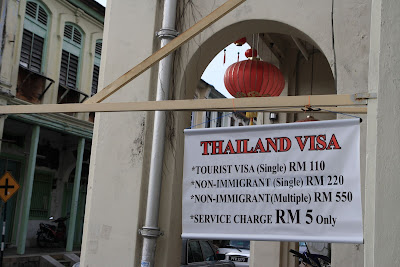 THAILAND VISA
*TOURIST VISA (Single) RM 110
*NON-IMMIGRANT (Single) RM 220
*NON-IMMIGRANT(Multiple) RM 550
*SERVICE CHARGE RM 5 Only